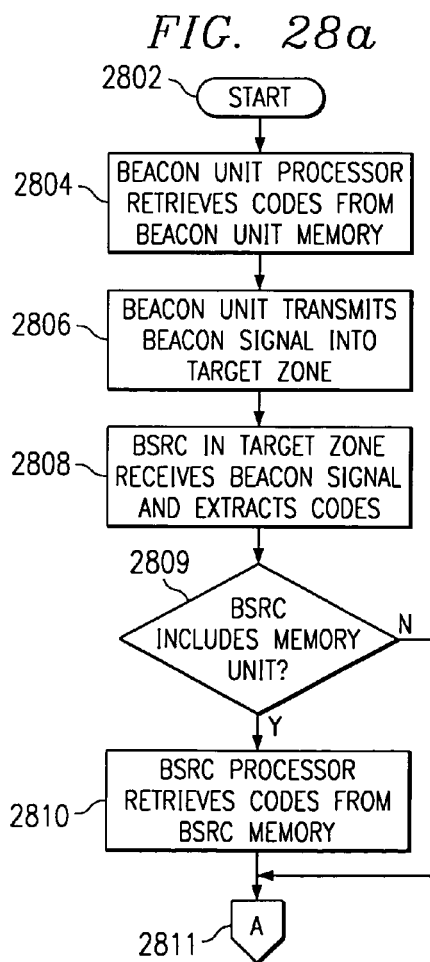 FIG. 28a
2802
START
2804
BEACON UNIT PROCESSOR
RETRIEVES CODES FROM
BEACON UNIT MEMORY
2806
BEACON UNIT TRANSMITS
BEACON SIGNAL INTO
TARGET ZONE
2808
BSRC IN TARGET ZONE
RECEIVES BEACON SIGNAL
AND EXTRACTS CODES
2809
BSRC
INCLUDES MEMORY
UNIT?
N
Y
2810
BSRC PROCESSOR
RETRIEVES CODES FROM
BSRC MEMORY
A
2811